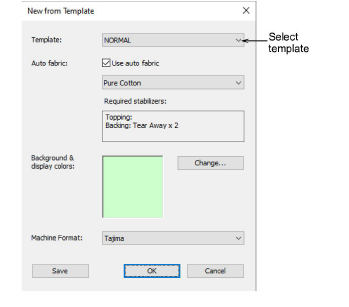 New from Template
Template:
NORMAL
Select
template
Auto fabric:
Use auto fabric
Pure Cotton
Required stabilizers:
Topping:
Backing: Tear Away x 2
Background &
display colors:
Change...
Machine Format:
Tajima
Save
OK
Cancel